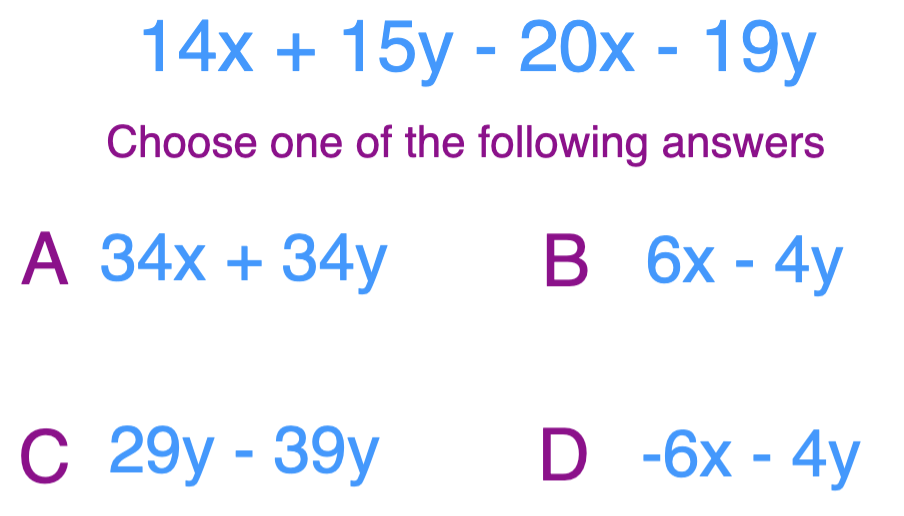 14x + 15y - 20x - 19y
Choose one of the following answers
A 34x + 34y
B 6x - 4y
C 29y - 39y
D -6x - 4y